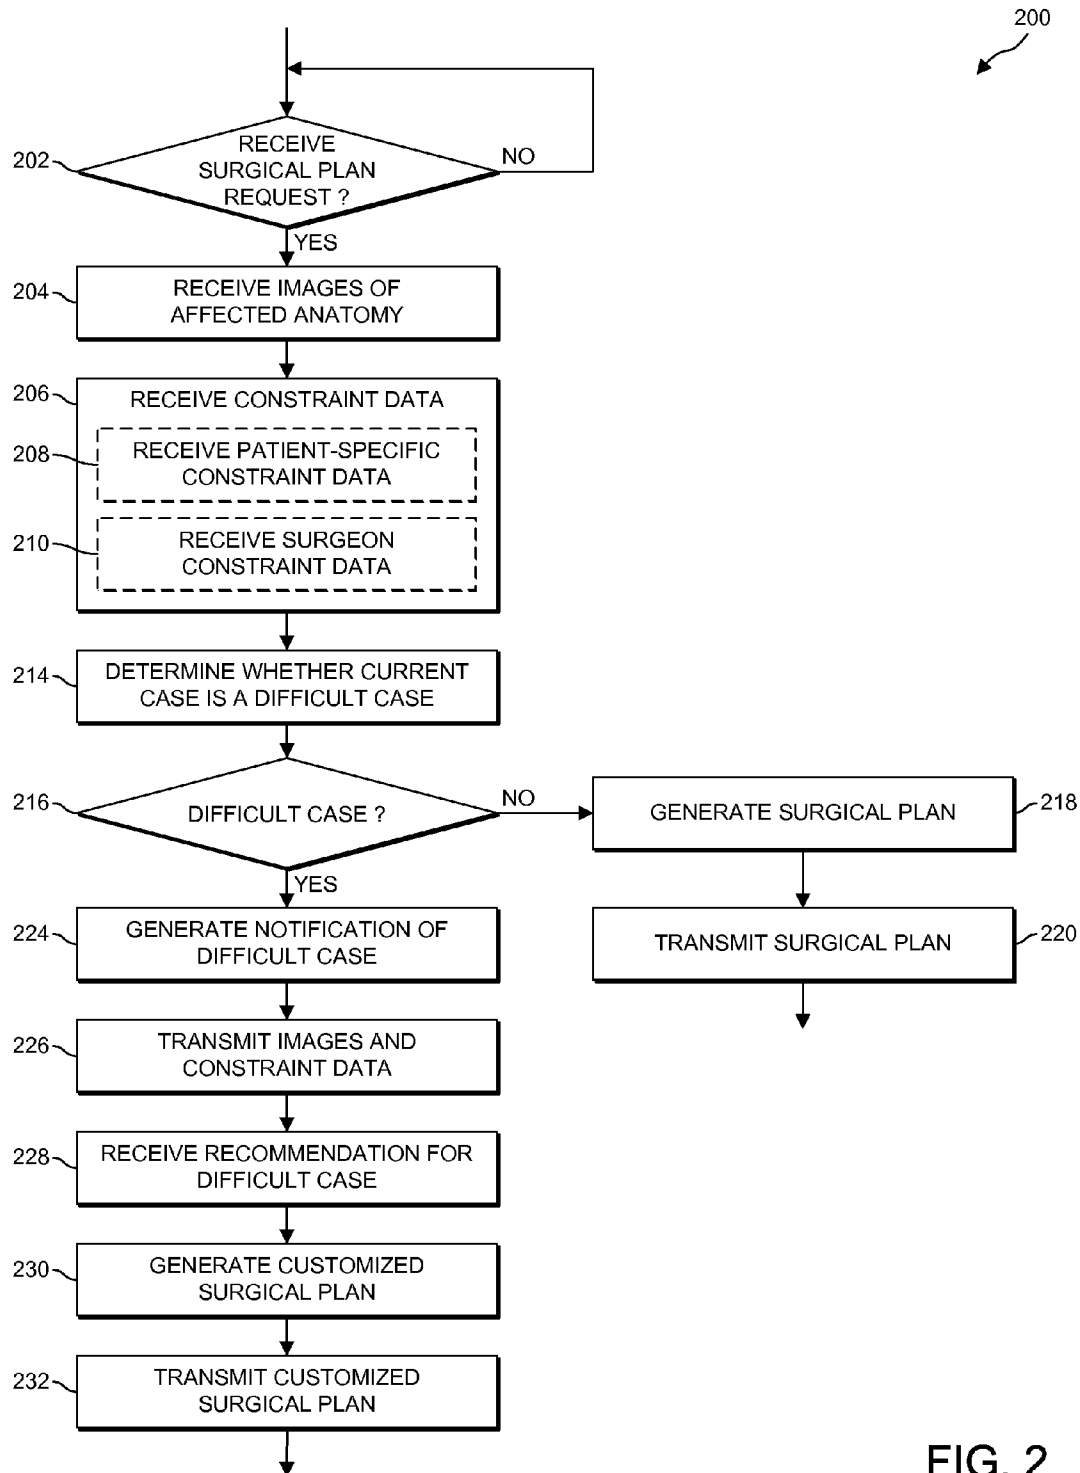 200
202
RECEIVE
SURGICAL PLAN
REQUEST ?
NO
YES
204
RECEIVE IMAGES OF
AFFECTED ANATOMY
206
RECEIVE CONSTRAINT DATA
208
RECEIVE PATIENT-SPECIFIC
CONSTRAINT DATA
210
RECEIVE SURGEON
CONSTRAINT DATA
214
DETERMINE WHETHER CURRENT
CASE IS A DIFFICULT CASE
216
DIFFICULT CASE ?
NO
YES
GENERATE SURGICAL PLAN
218
TRANSMIT SURGICAL PLAN
220
224
GENERATE NOTIFICATION OF
DIFFICULT CASE
226
TRANSMIT IMAGES AND
CONSTRAINT DATA
228
RECEIVE RECOMMENDATION FOR
DIFFICULT CASE
230
GENERATE CUSTOMIZED
SURGICAL PLAN
232
TRANSMIT CUSTOMIZED
SURGICAL PLAN
FIG. 2